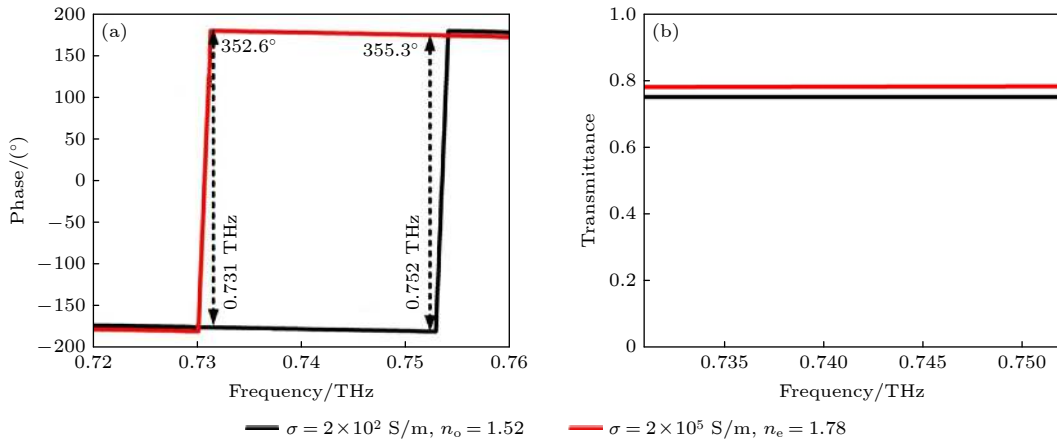 (a)
200
150
100
50
0
−50
−100
−150
−200
Phase/(°)
352.6°
355.3°
0.731 THz
0.752 THz
0.72 0.73 0.74 0.75 0.76
Frequency/THz
(b)
1.0
0.8
0.6
0.4
0.2
0
Transmittance
0.735 0.740 0.745 0.750
Frequency/THz
σ = 2×10² S/m, nₒ = 1.52
σ = 2×10⁵ S/m, nₑ = 1.78